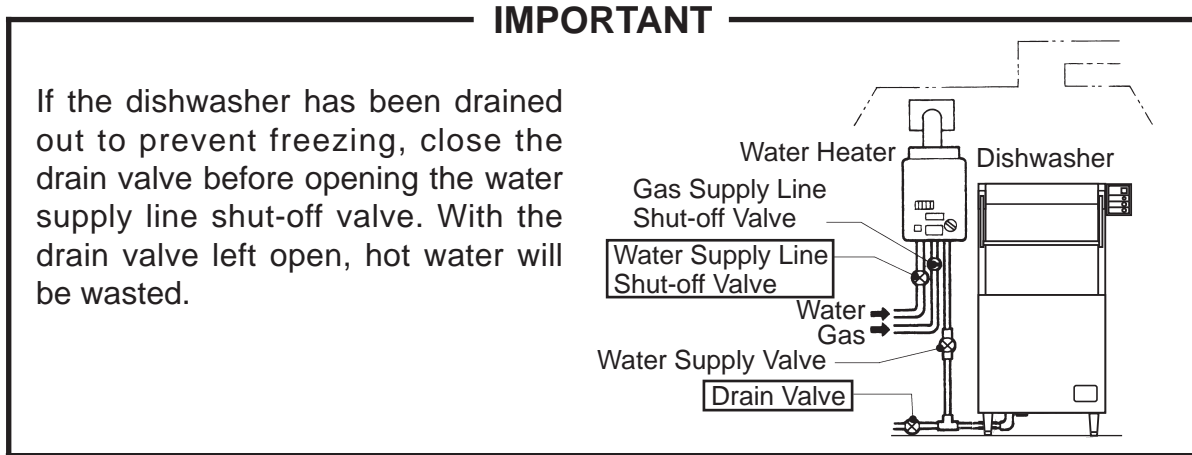 IMPORTANT
If the dishwasher has been drained
out to prevent freezing, close the
drain valve before opening the water
supply line shut-off valve. With the
drain valve left open, hot water will
be wasted.
Water Heater
Dishwasher
Gas Supply Line
Shut-off Valve
Water Supply Line
Shut-off Valve
Water
Gas
Water Supply Valve
Drain Valve